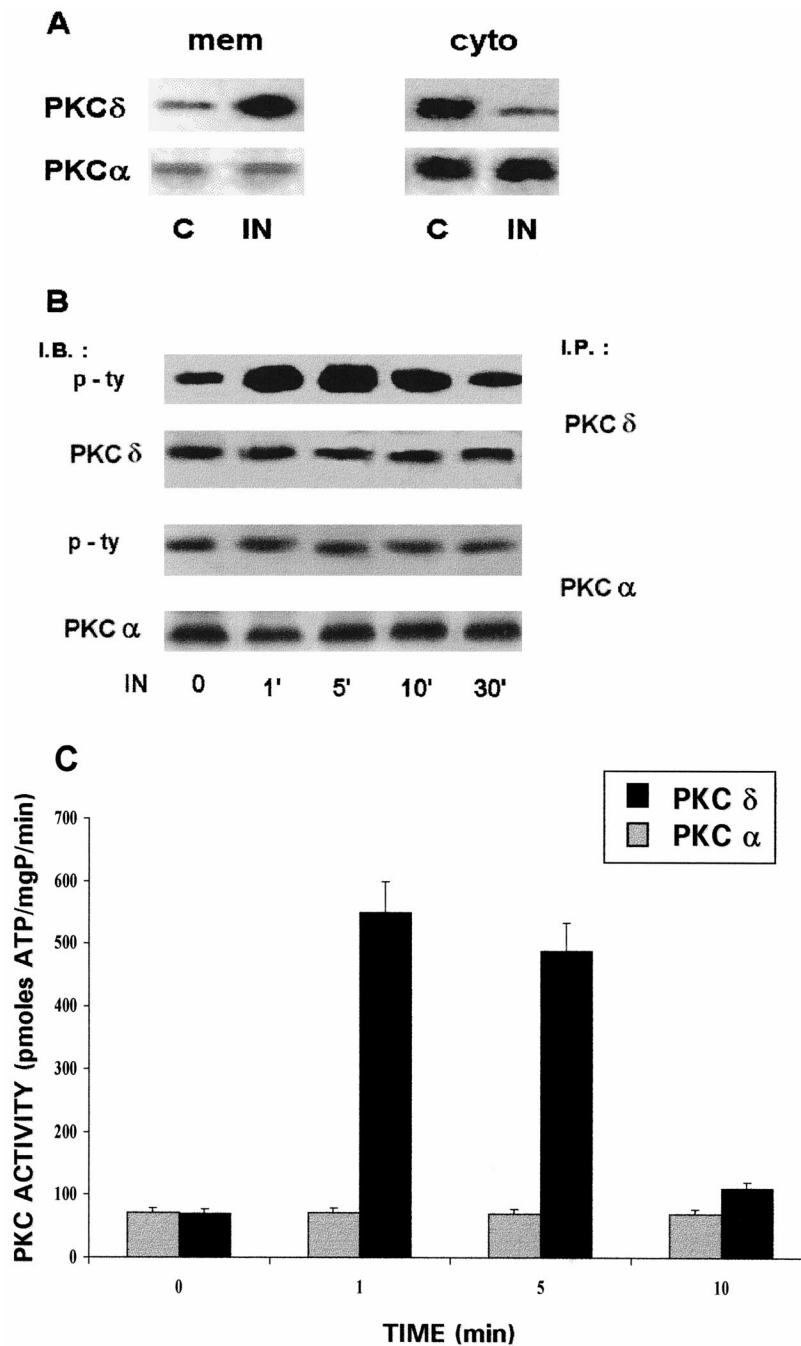 A
mem cyto
PKCδ
PKCα
C IN C IN
B
I.B. : I.P. :
p - ty
PKC δ
PKC δ
p - ty
PKC α
PKC α
IN 0 1' 5' 10' 30'
C
PKC δ
PKC α
PKC ACTIVITY (pmoles ATP/mgP/min)
700
600
500
400
300
200
100
0
0 1 5 10
TIME (min)